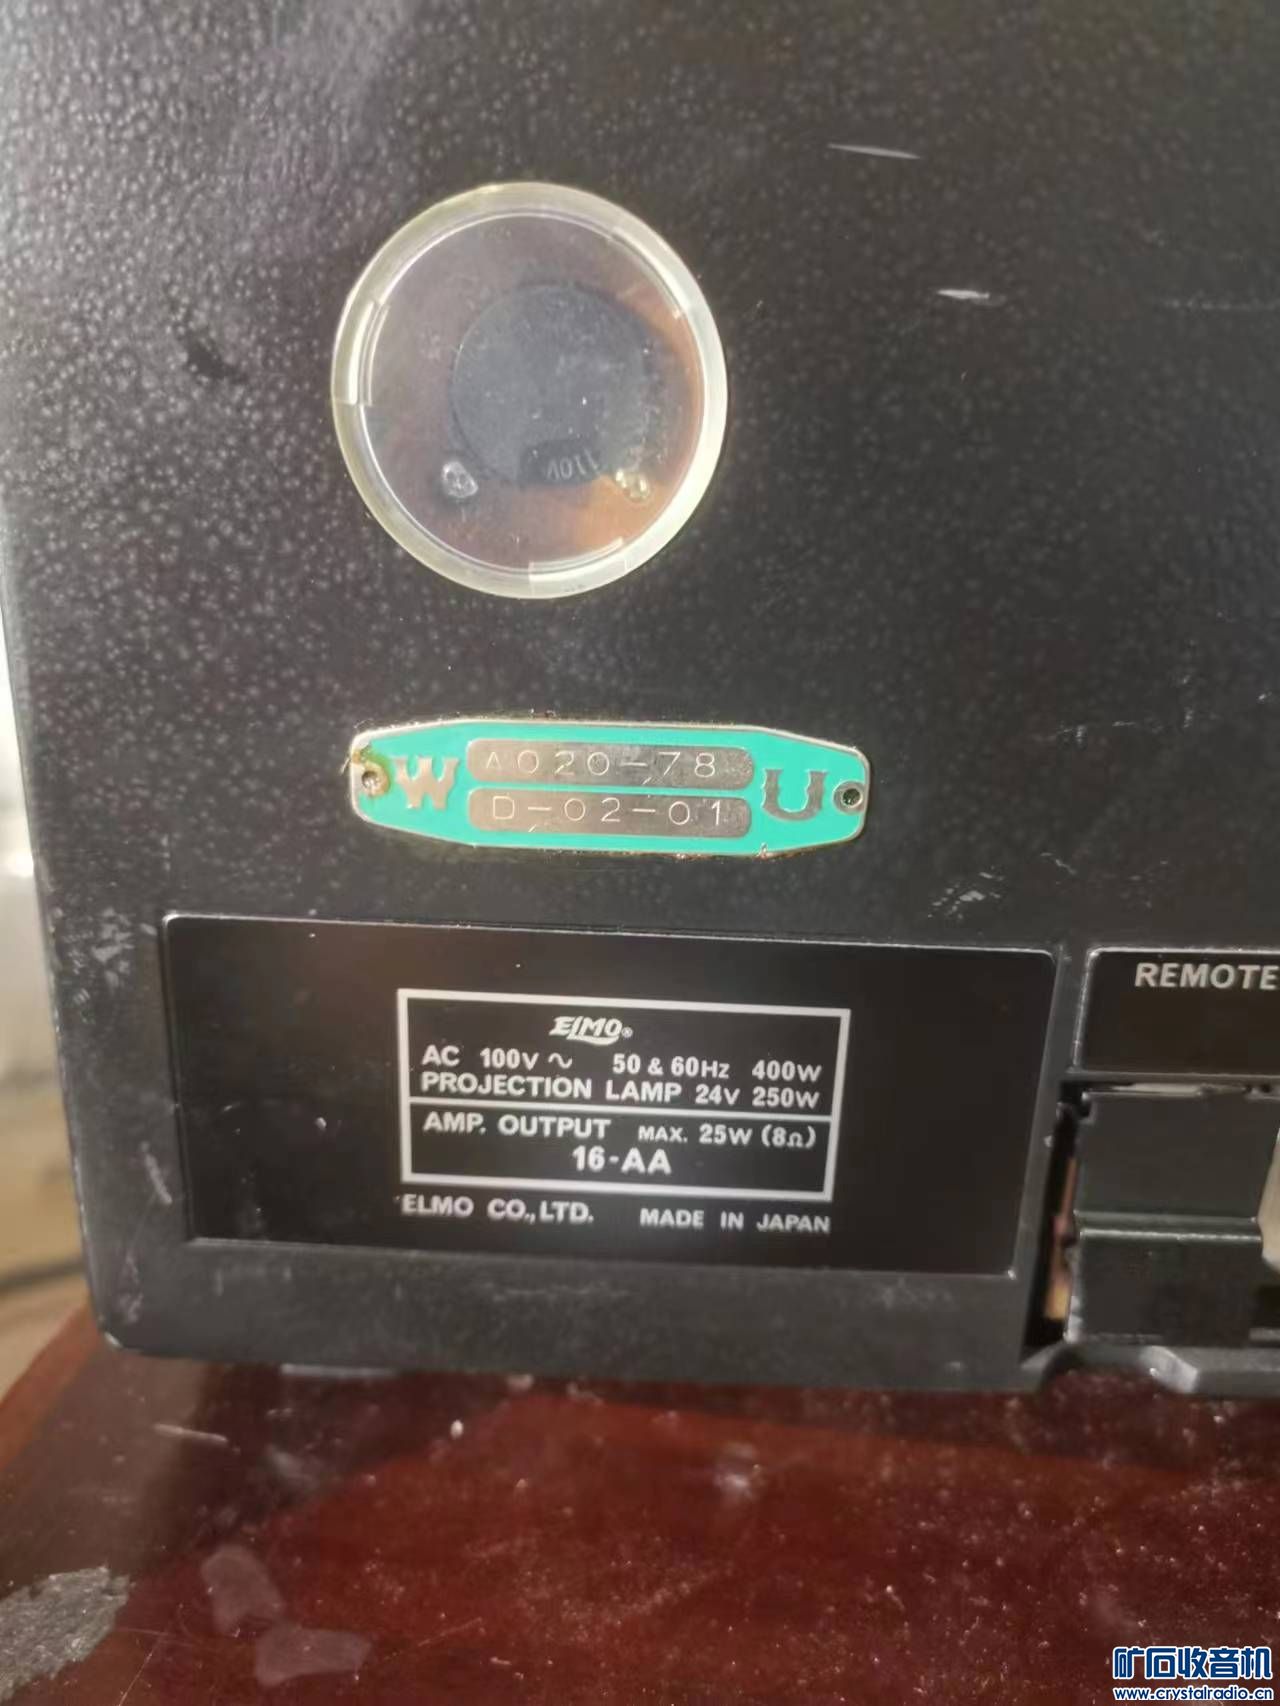 110V
W
A020-78
D-02-01
U
ELMO®
AC 100V ~ 50 & 60Hz 400W
PROJECTION LAMP 24V 250W
AMP. OUTPUT MAX. 25W (8Ω)
16-AA
ELMO CO., LTD. MADE IN JAPAN
REMOTE
矿石收音机
www.crystalradio.cn